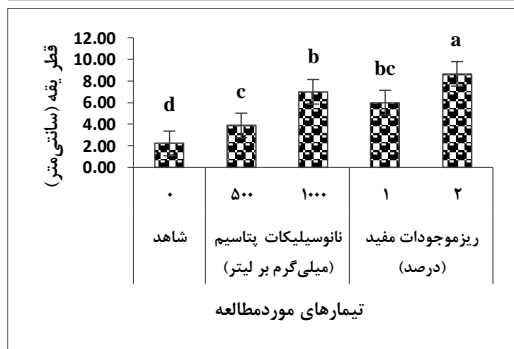 قطر یقه (سانتی‌متر)
12.00
10.00
8.00
6.00
4.00
2.00
0.00
d
c
b
bc
a
۰
۵۰۰
۱۰۰۰
۱
۲
شاهد
نانوسیلیکات پتاسیم
(میلی‌گرم بر لیتر)
ریزموجودات مفید
(درصد)
تیمارهای موردمطالعه